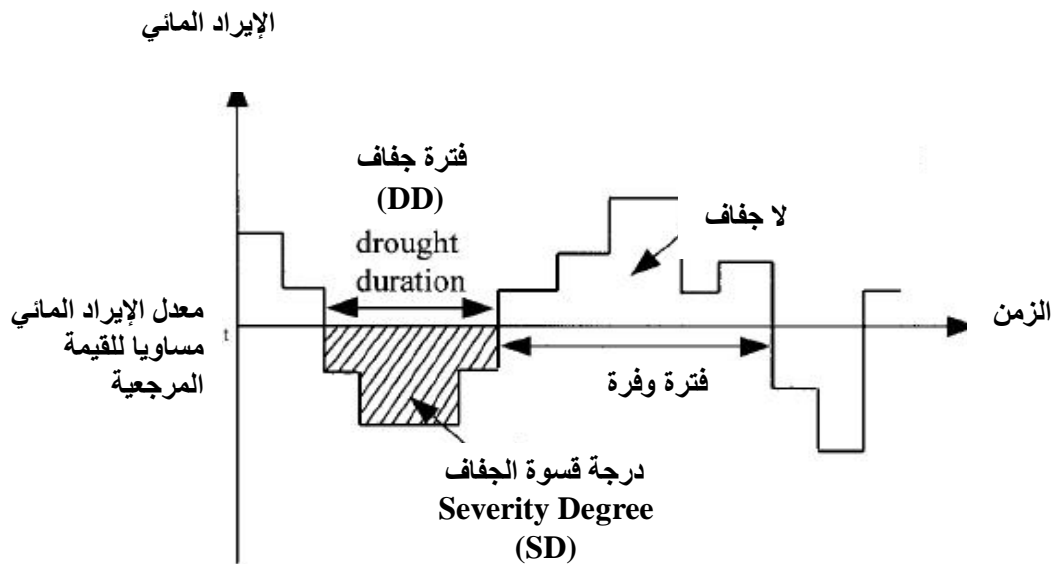 الإيراد المائي
فترة جفاف
(DD)
drought
duration
لا جفاف
معدل الإيراد المائي
مساويا للقيمة
المرجعية
t
الزمن
فترة وفرة
درجة قسوة الجفاف
Severity Degree
(SD)